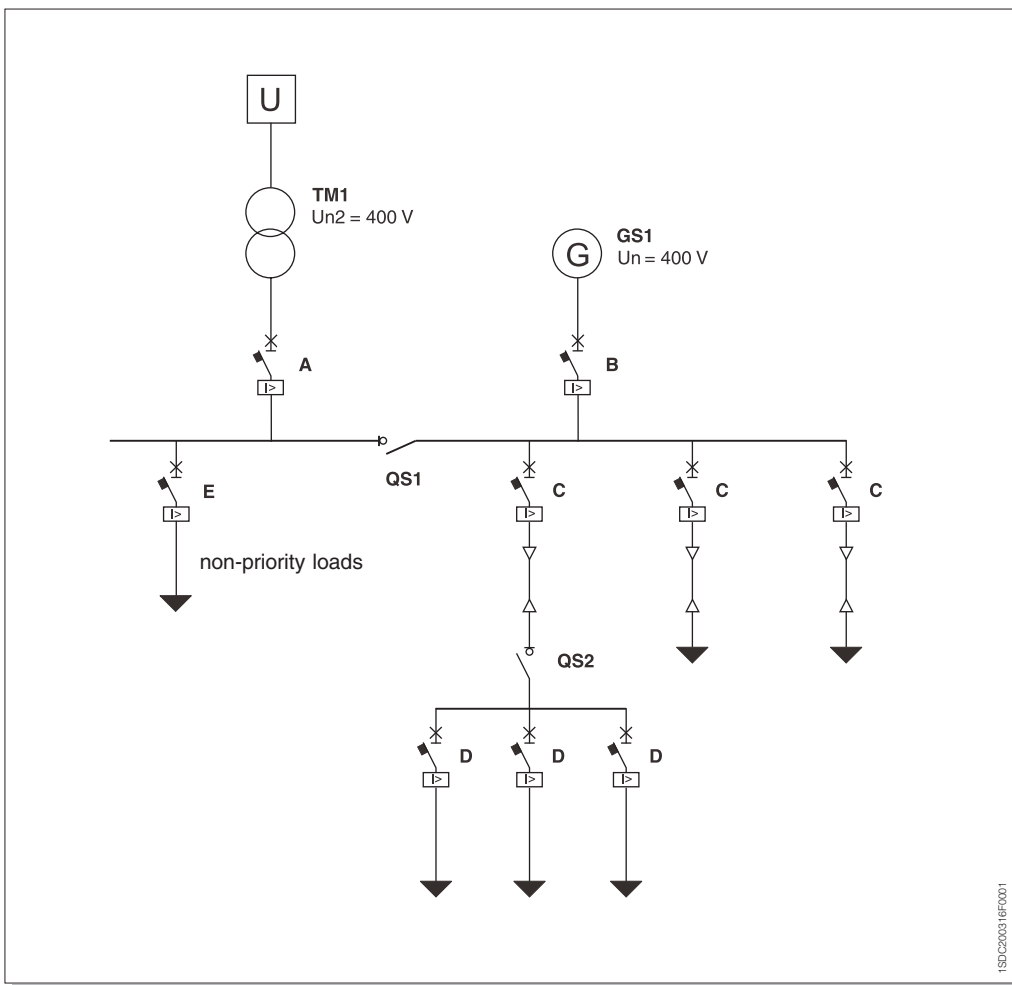 U
TM1
Un2 = 400 V
GS1
Un = 400 V
G
A
B
I>
I>
QS1
E
C
C
C
I>
I>
I>
I>
non-priority loads
QS2
D
D
D
I>
I>
I>
1SDC200316F0001